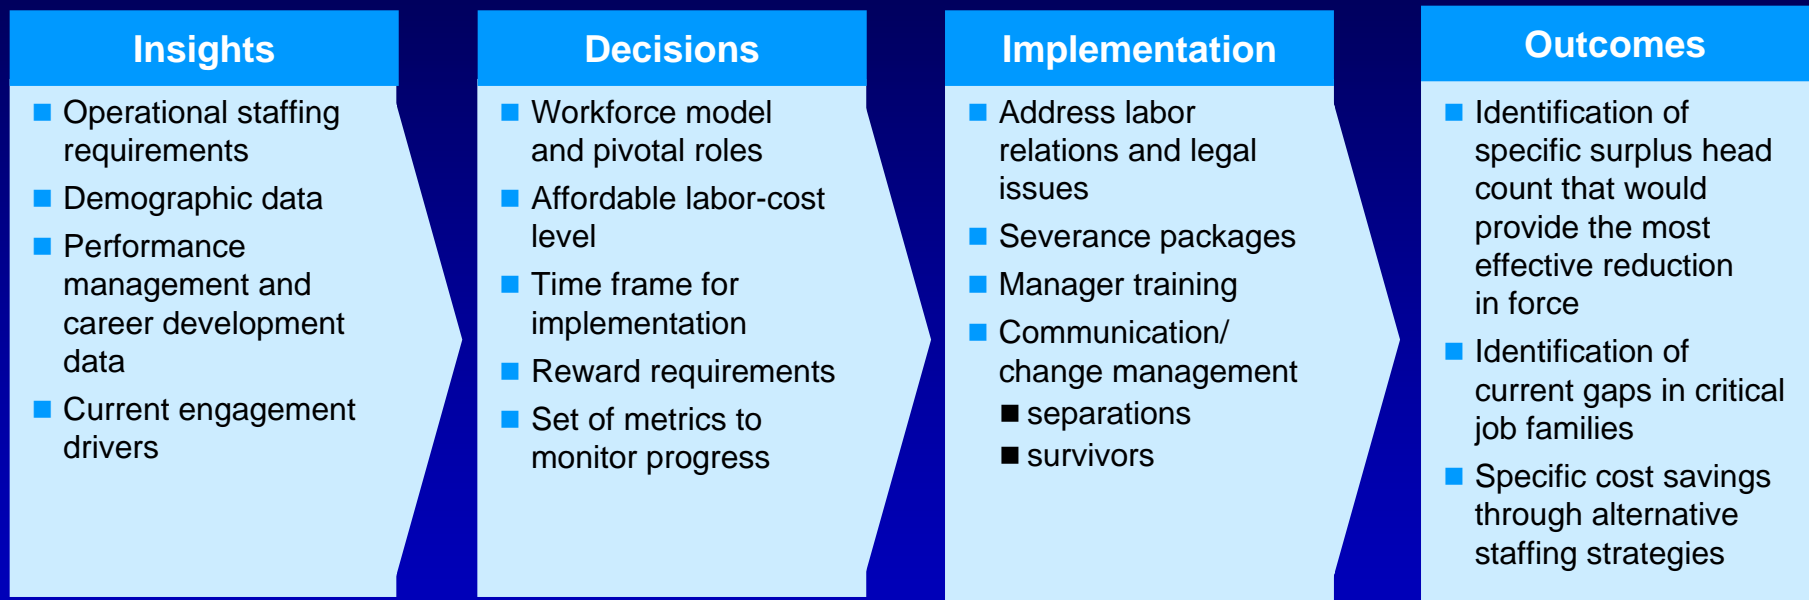 Insights
Operational staffing
requirements
Demographic data
Performance
management and
career development
data
Current engagement
drivers
Decisions
Workforce model
and pivotal roles
Affordable labor-cost
level
Time frame for
implementation
Reward requirements
Set of metrics to
monitor progress
Implementation
Address labor
relations and legal
issues
Severance packages
Manager training
Communication/
change management
separations
survivors
Outcomes
Identification of
specific surplus head
count that would
provide the most
effective reduction
in force
Identification of
current gaps in critical
job families
Specific cost savings
through alternative
staffing strategies